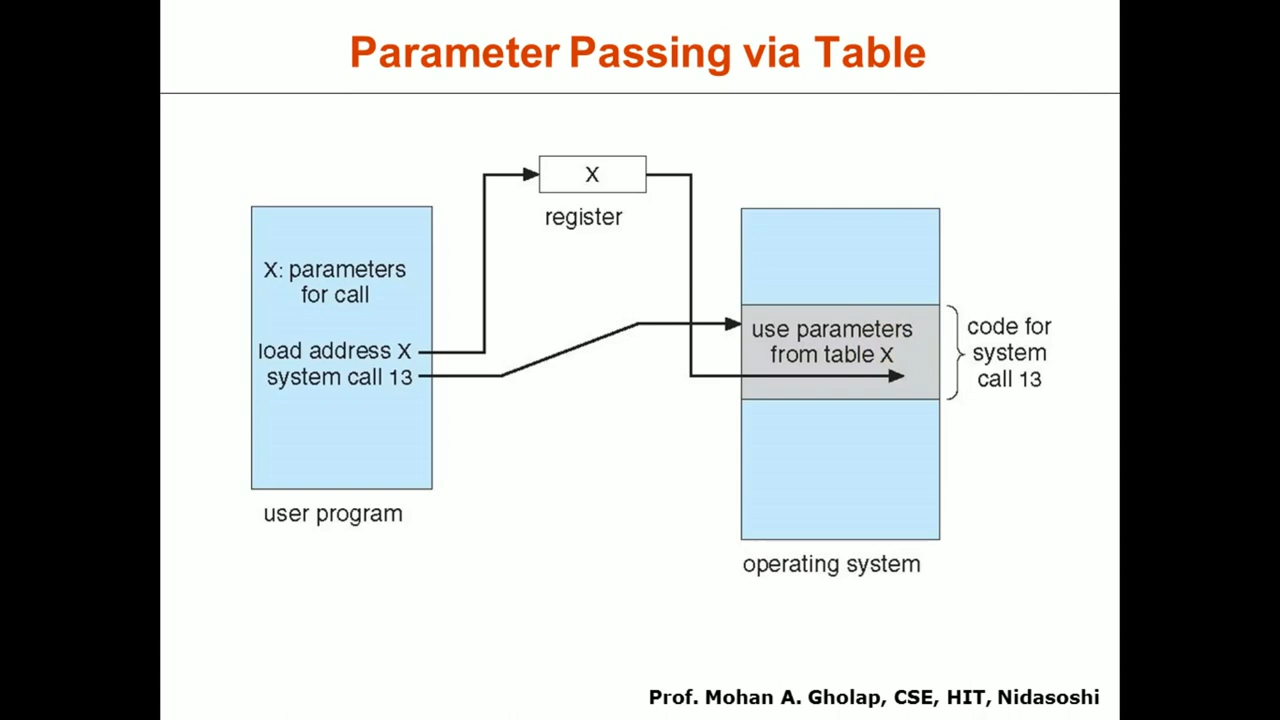 Parameter Passing via Table
X
register
X: parameters
for call
load address X
system call 13
user program
use parameters
from table X
code for
system
call 13
operating system
Prof. Mohan A. Gholap, CSE, HIT, Nidasoshi